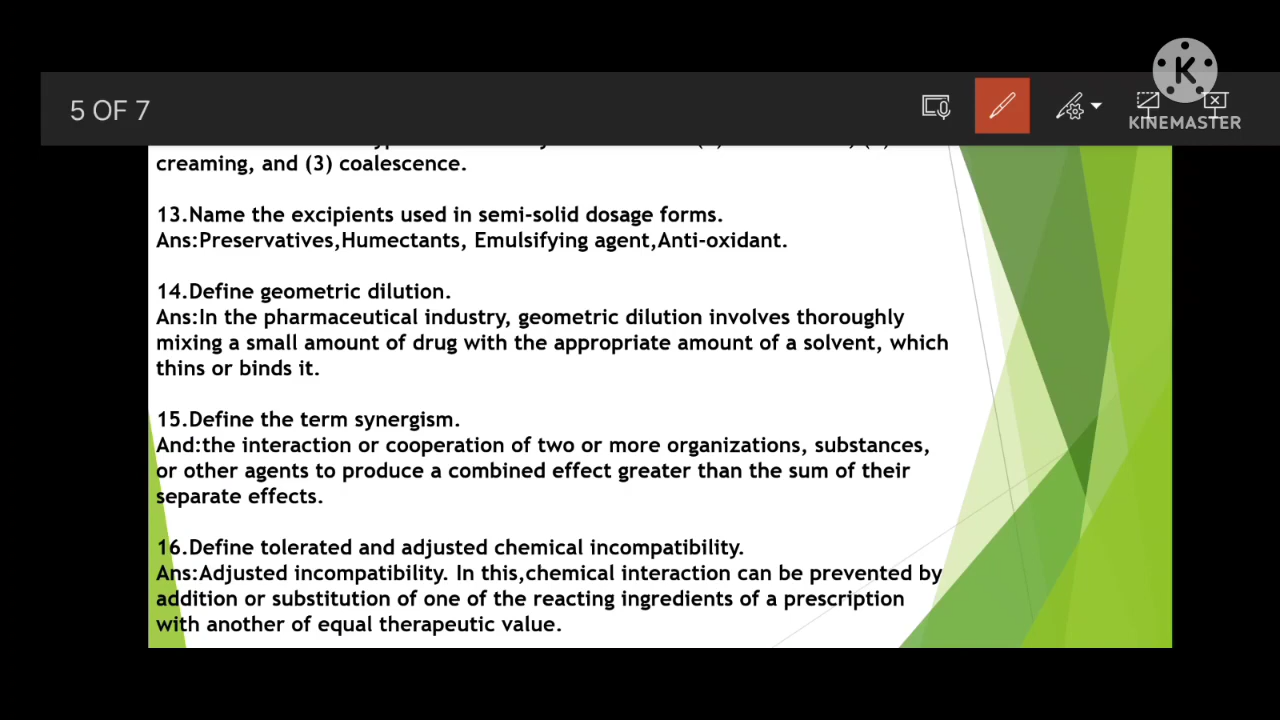 5 OF 7
KINEMASTER
creaming, and (3) coalescence.
13.Name the excipients used in semi-solid dosage forms.
Ans:Preservatives,Humectants, Emulsifying agent,Anti-oxidant.
14.Define geometric dilution.
Ans:In the pharmaceutical industry, geometric dilution involves thoroughly
mixing a small amount of drug with the appropriate amount of a solvent, which
thins or binds it.
15.Define the term synergism.
And:the interaction or cooperation of two or more organizations, substances,
or other agents to produce a combined effect greater than the sum of their
separate effects.
16.Define tolerated and adjusted chemical incompatibility.
Ans:Adjusted incompatibility. In this,chemical interaction can be prevented by
addition or substitution of one of the reacting ingredients of a prescription
with another of equal therapeutic value.